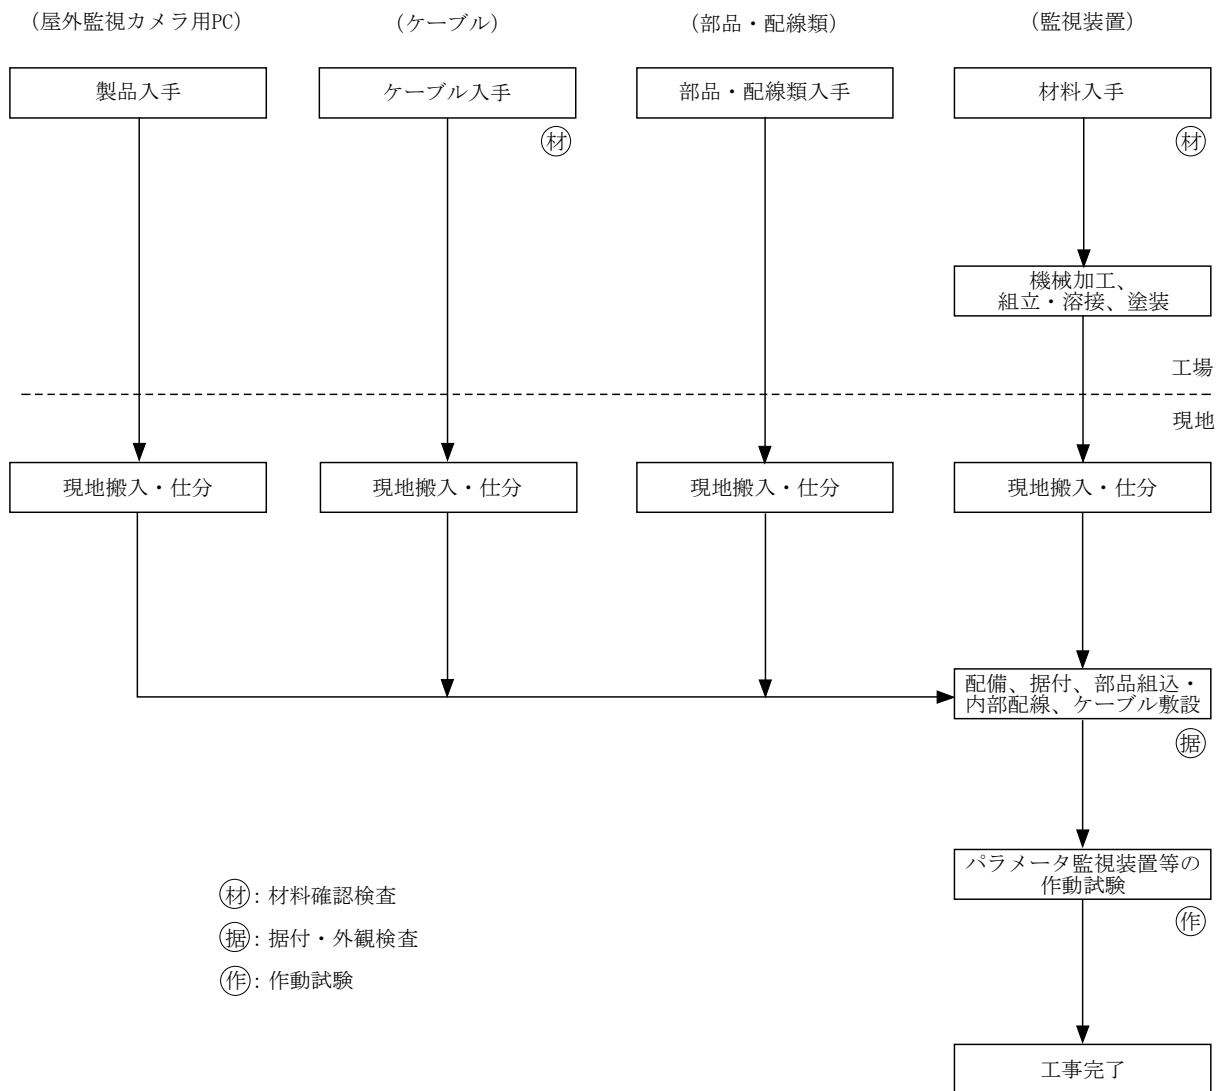 (屋外監視カメラ用PC)
(ケーブル)
(部品・配線類)
(監視装置)
製品入手
ケーブル入手
部品・配線類入手
材料入手
材
材
機械加工、
組立・溶接、塗装
工場
現地
現地搬入・仕分
現地搬入・仕分
現地搬入・仕分
現地搬入・仕分
配備、据付、部品組込・
内部配線、ケーブル敷設
据
パラメータ監視装置等の
作動試験
作
材: 材料確認検査
据: 据付・外観検査
作: 作動試験
工事完了